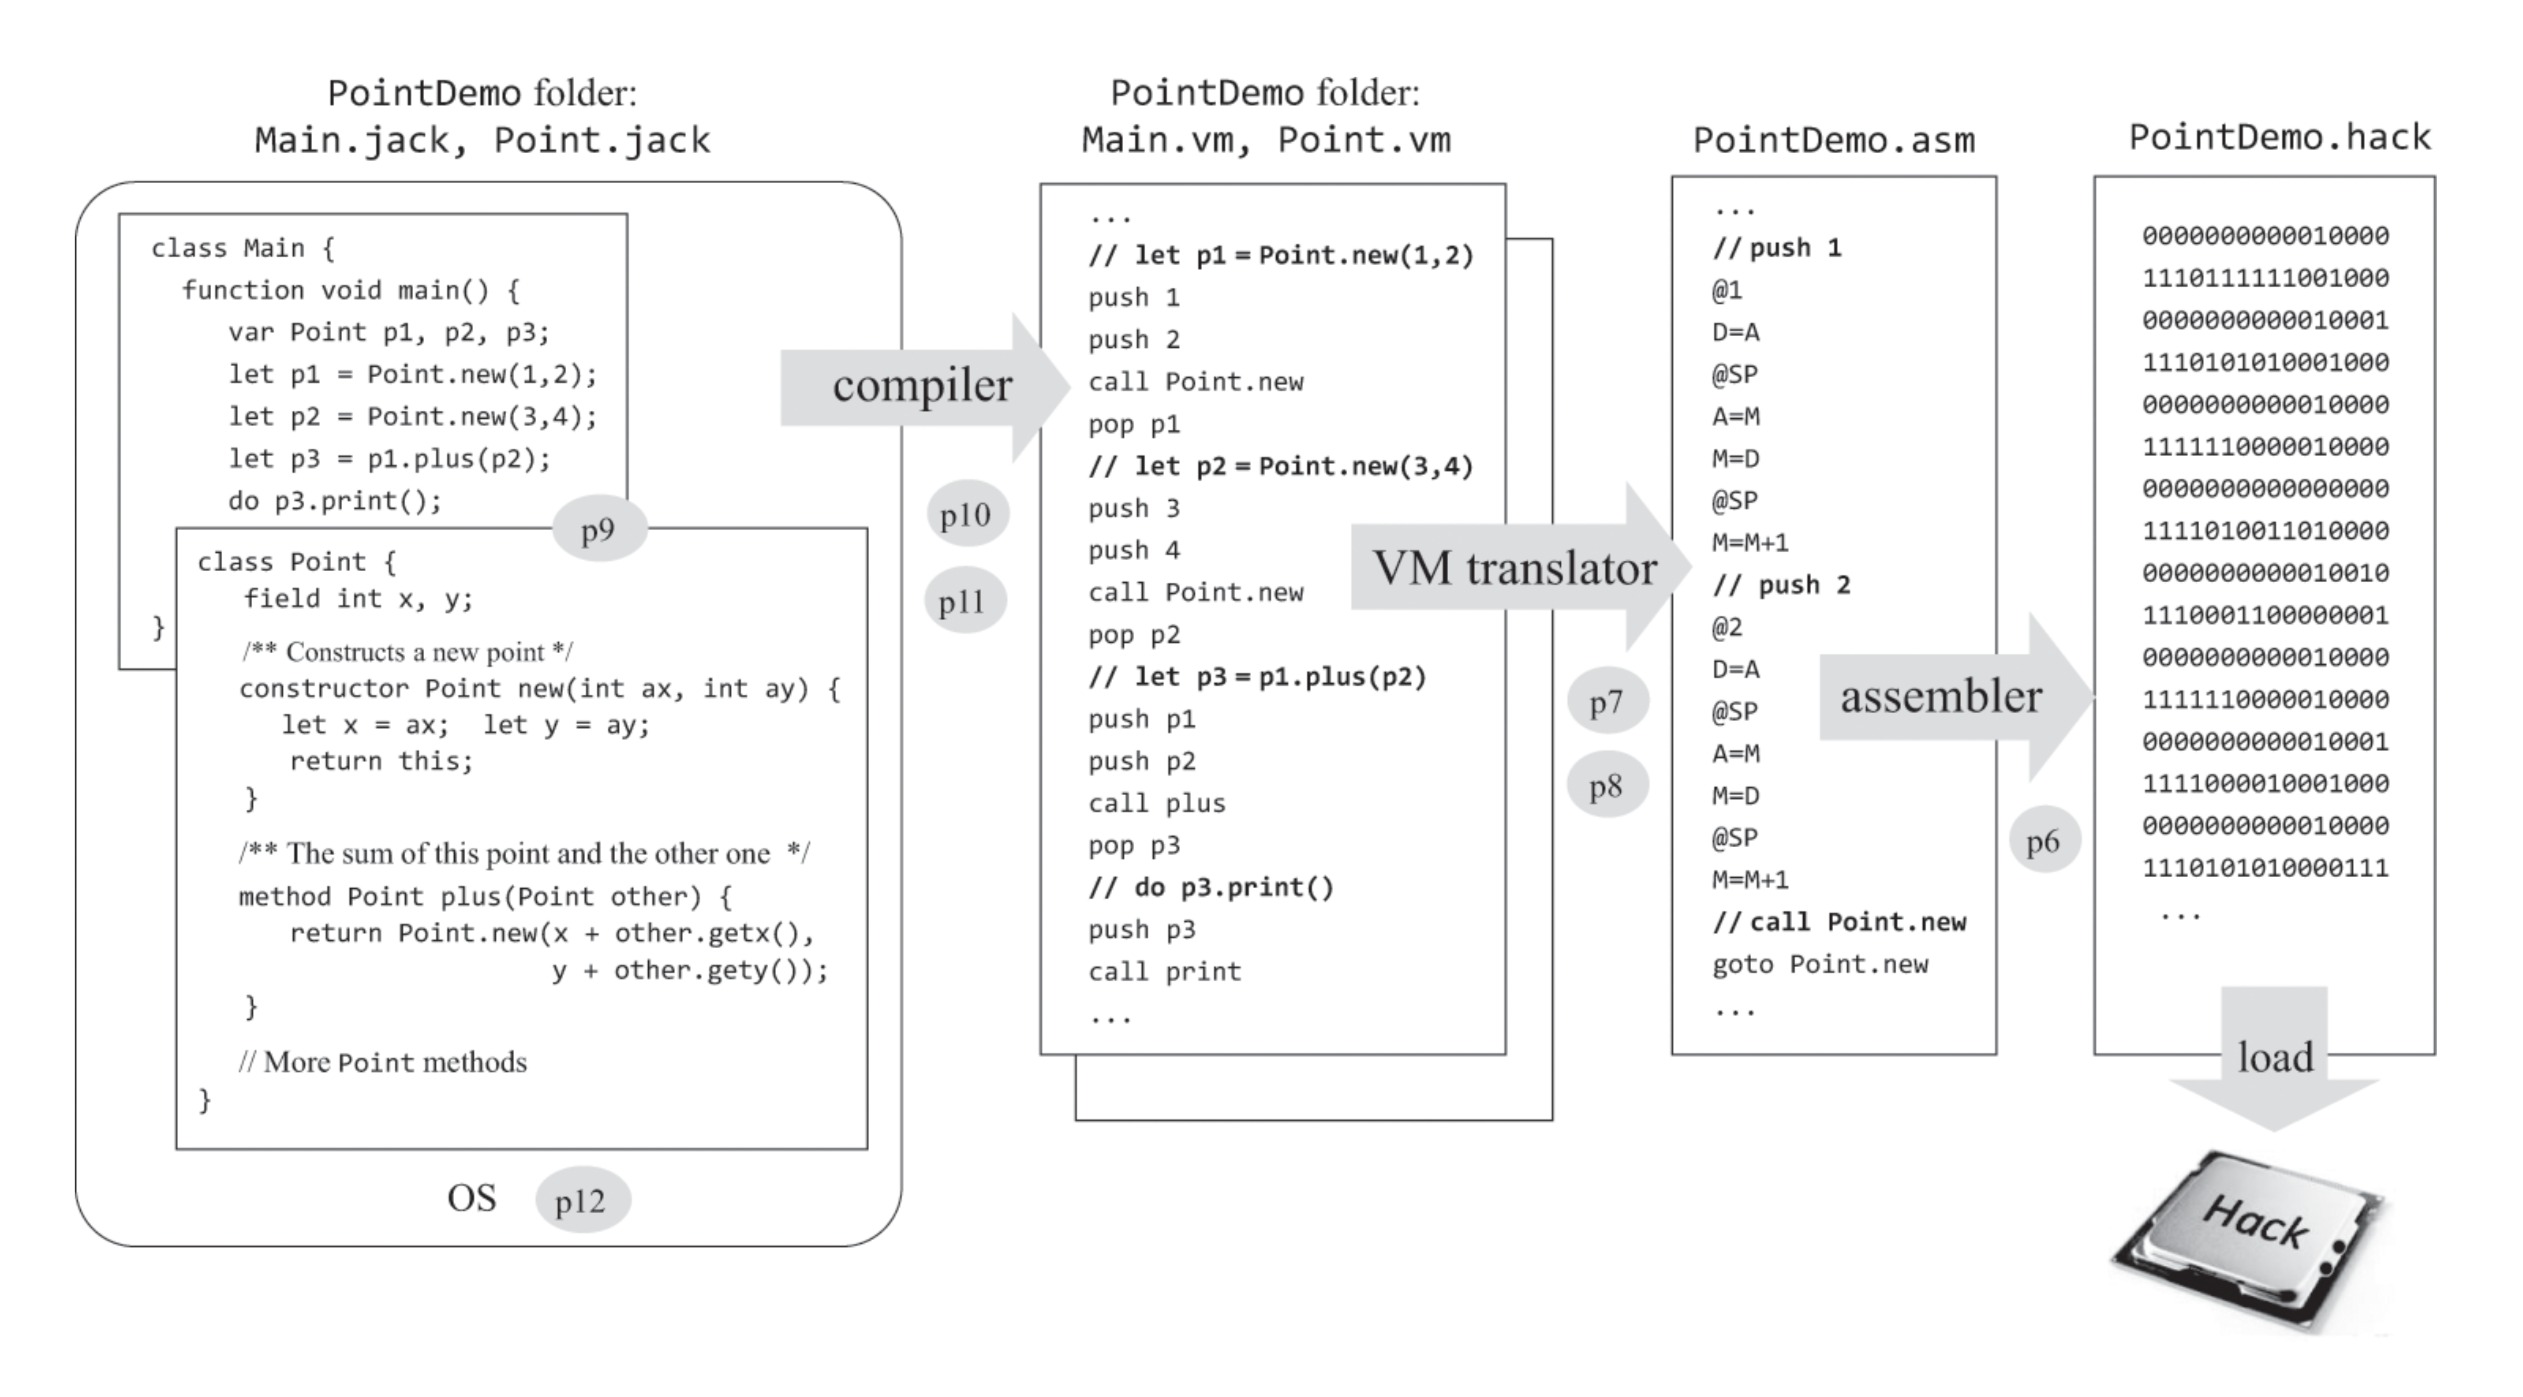 PointDemo folder:
Main.jack, Point.jack
class Main {
function void main() {
var Point p1, p2, p3;
let p1 = Point.new(1,2);
let p2 = Point.new(3,4);
let p3 = p1.plus(p2);
do p3.print();
}
p9
class Point {
field int x, y;
/** Constructs a new point */
constructor Point new(int ax, int ay) {
let x = ax; let y = ay;
return this;
}
/** The sum of this point and the other one */
method Point plus(Point other) {
return Point.new(x + other.getx(),
y + other.gety());
}
// More Point methods
}
OS
p12
compiler
p10
p11
PointDemo folder:
Main.vm, Point.vm
...
// let p1 = Point.new(1,2)
push 1
push 2
call Point.new
pop p1
// let p2 = Point.new(3,4)
push 3
push 4
call Point.new
pop p2
// let p3 = p1.plus(p2)
push p1
push p2
call plus
pop p3
// do p3.print()
push p3
call print
...
VM translator
p7
p8
PointDemo.asm
...
// push 1
@1
D=A
@SP
A=M
M=D
@SP
M=M+1
// push 2
@2
D=A
@SP
A=M
M=D
@SP
M=M+1
// call Point.new
goto Point.new
...
assembler
p6
PointDemo.hack
0000000000010000
1110111111001000
0000000000010001
1110101010001000
0000000000010000
1111110000010000
0000000000000000
1111010011010000
0000000000010010
1110001100000001
0000000000010000
1111110000010000
0000000000010001
1111000010001000
0000000000010000
1110101010000111
...
load
Hack